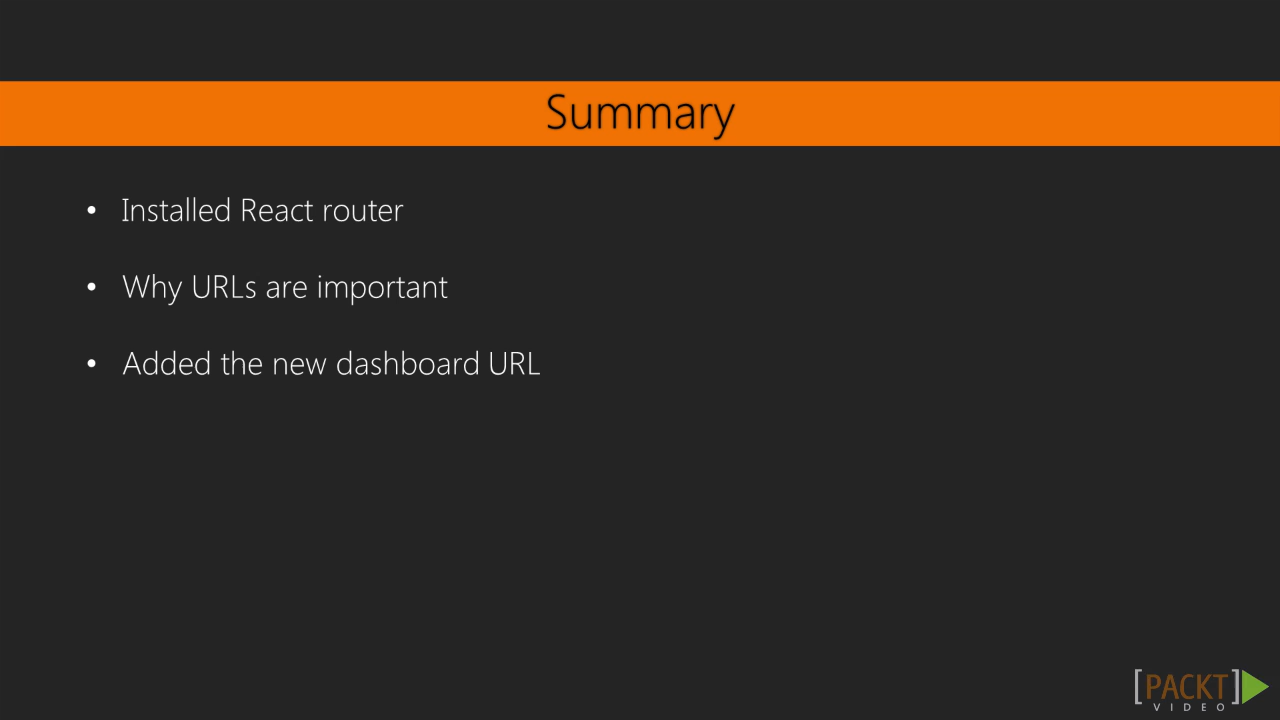 Summary
• Installed React router
• Why URLs are important
• Added the new dashboard URL
[PACKT]
VIDEO